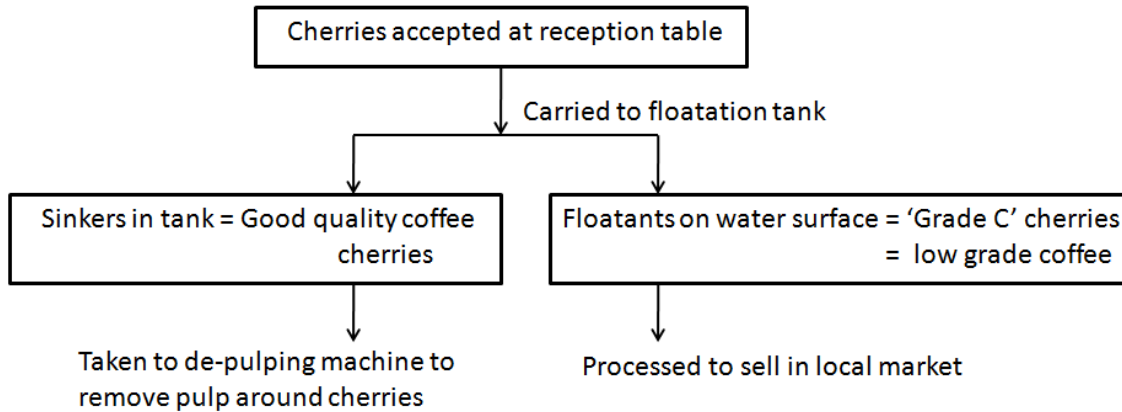 Cherries accepted at reception table
Carried to floatation tank
Sinkers in tank = Good quality coffee
cherries
Floatants on water surface = ‘Grade C’ cherries
= low grade coffee
Taken to de-pulping machine to
remove pulp around cherries
Processed to sell in local market